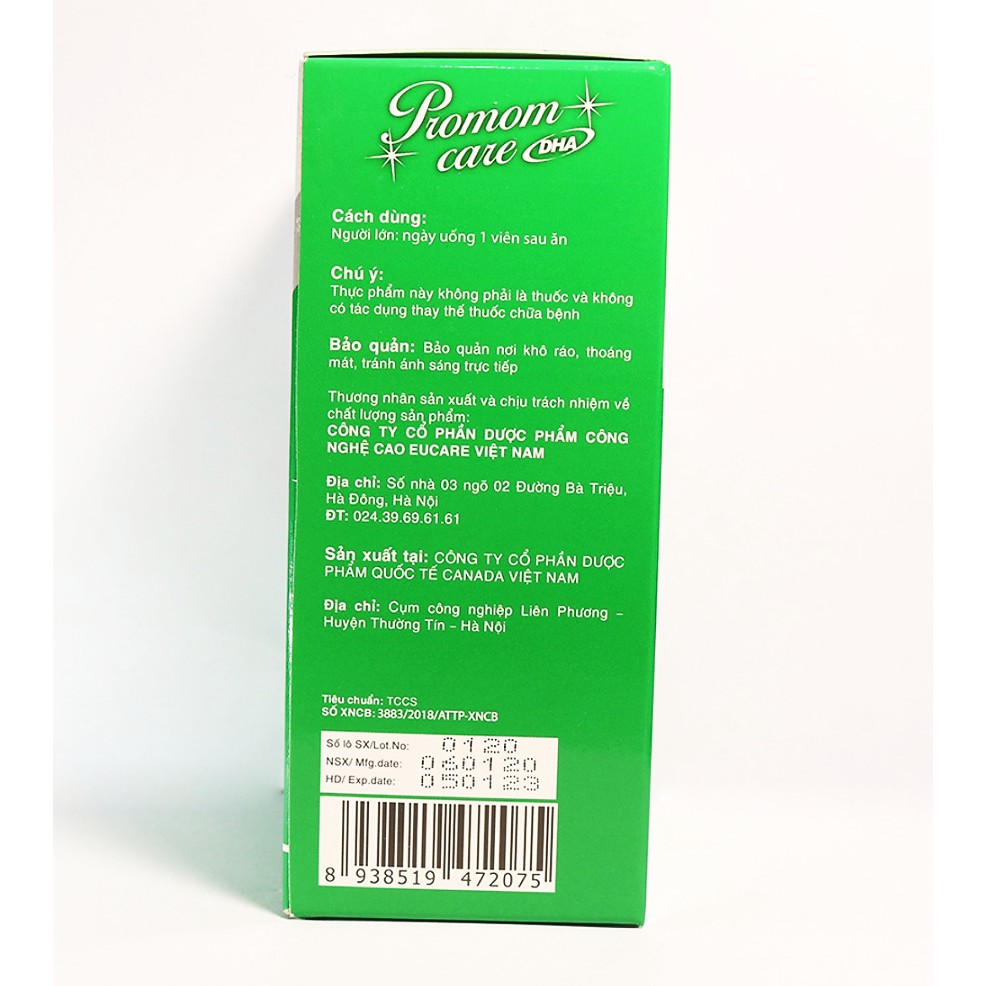 Promom
care DHA
Cách dùng:
Người lớn: ngày uống 1 viên sau ăn
Chú ý:
Thực phẩm này không phải là thuốc và không
có tác dụng thay thế thuốc chữa bệnh
Bảo quản: Bảo quản nơi khô ráo, thoáng
mát, tránh ánh sáng trực tiếp
Thương nhân sản xuất và chịu trách nhiệm về
chất lượng sản phẩm:
CÔNG TY CỔ PHẦN DƯỢC PHẨM CÔNG
NGHỆ CAO EUCARE VIỆT NAM
Địa chỉ: Số nhà 03 ngõ 02 Đường Bà Triệu,
Hà Đông, Hà Nội
ĐT: 024.39.69.61.61
Sản xuất tại: CÔNG TY CỔ PHẦN DƯỢC
PHẨM QUỐC TẾ CANADA VIỆT NAM
Địa chỉ: Cụm công nghiệp Liên Phương –
Huyện Thường Tín – Hà Nội
Tiêu chuẩn: TCCS
SỐ XNCB: 3883/2018/ATTP-XNCB
Số lô SX/Lot.No: 0120
NSX/ Mfg.date: 060120
HD/ Exp.date: 050123
8 938519 472075